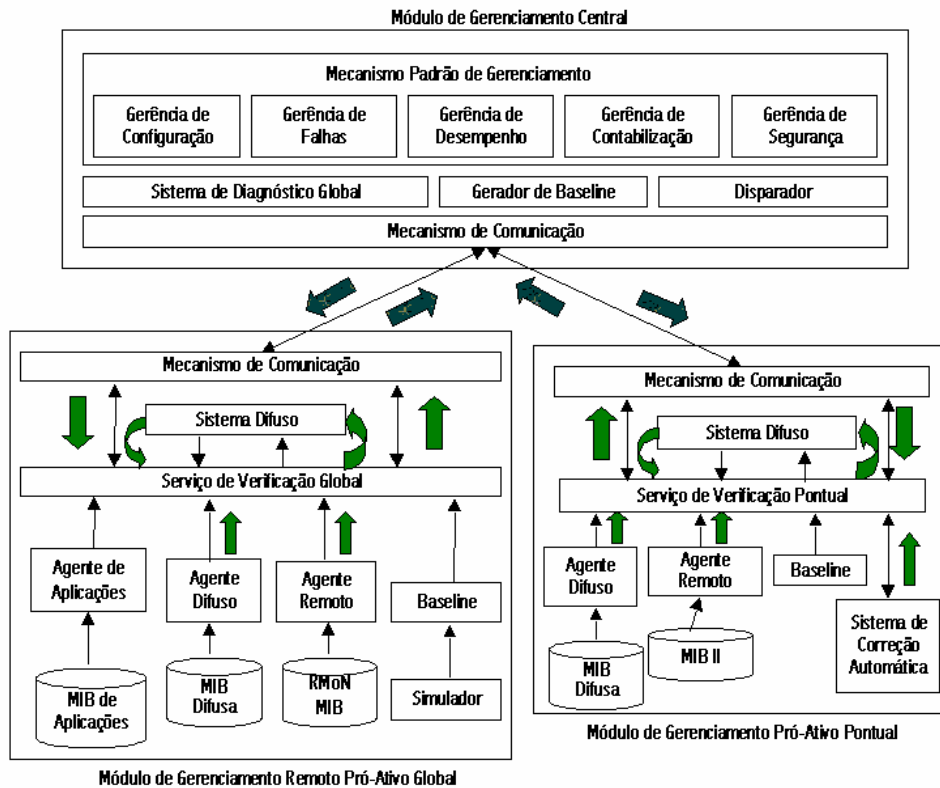 Módulo de Gerenciamento Central
Mecanismo Padrão de Gerenciamento
Gerência de
Configuração
Gerência de
Falhas
Gerência de
Desempenho
Gerência de
Contabilização
Gerência de
Segurança
Sistema de Diagnóstico Global
Gerador de Baseline
Disparador
Mecanismo de Comunicação
Mecanismo de Comunicação
Sistema Difuso
Serviço de Verificação Global
Agente de
Aplicações
Agente
Difuso
Agente
Remoto
Baseline
MIB de
Aplicações
MIB
Difusa
RMoN
MIB
Simulador
Módulo de Gerenciamento Remoto Pró-Ativo Global
Mecanismo de Comunicação
Sistema Difuso
Serviço de Verificação Pontual
Agente
Difuso
Agente
Remoto
Baseline
Sistema de
Correção
Automática
MIB
Difusa
MIB II
Módulo de Gerenciamento Pró-Ativo Pontual